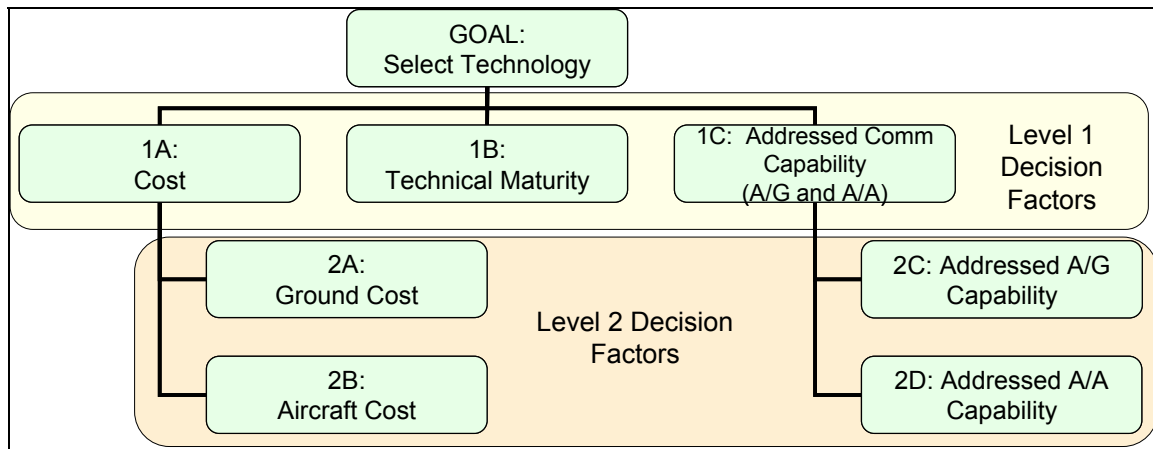 GOAL:
Select Technology
1A:
Cost
1B:
Technical Maturity
1C: Addressed Comm
Capability
(A/G and A/A)
Level 1
Decision
Factors
2A:
Ground Cost
2B:
Aircraft Cost
Level 2 Decision
Factors
2C: Addressed A/G
Capability
2D: Addressed A/A
Capability